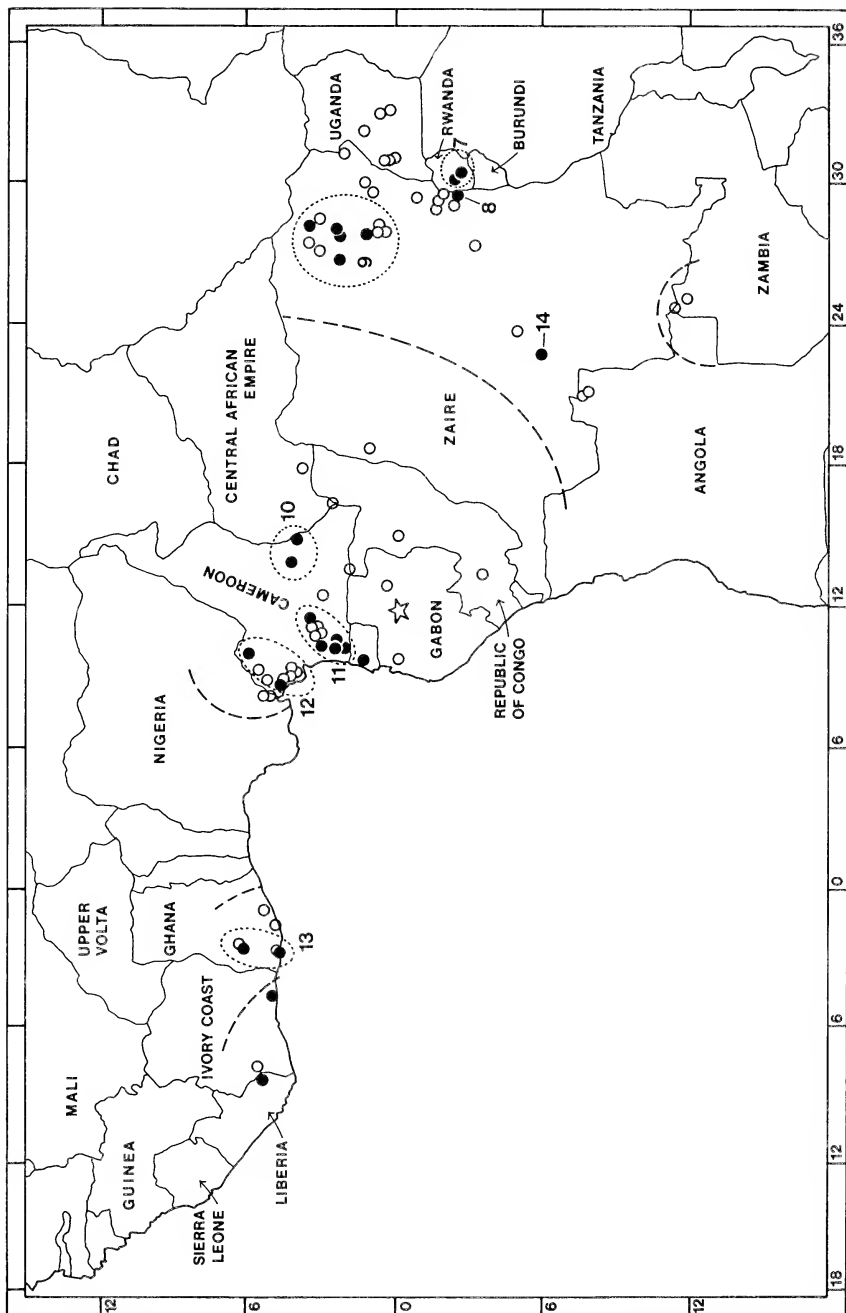 12
6
0
6
12
MALI
UPPER
VOLTA
CHAD
GUINEA
NIGERIA
CENTRAL AFRICAN
EMPIRE
SIERRA
LEONE
IVORY COAST
GHANA
CAMEROON
LIBERIA
13
12
11
10
9
UGANDA
GABON
ZAIRE
RWANDA
7
8
REPUBLIC
OF CONGO
BURUNDI
14
TANZANIA
ANGOLA
ZAMBIA
18
12
6
0
6
12
18
24
30
36